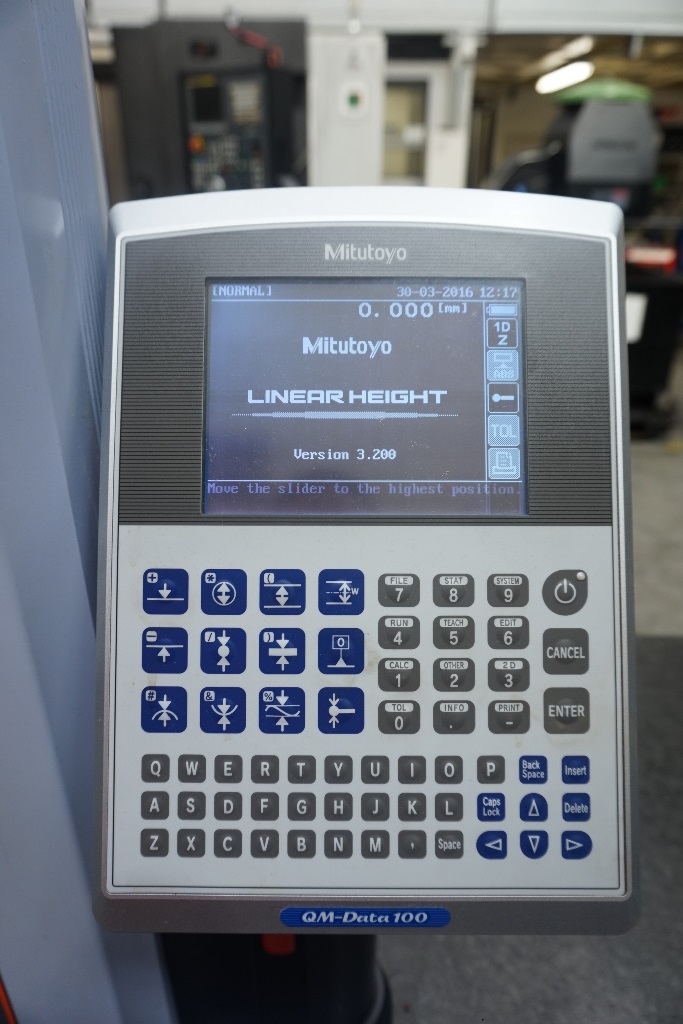 Mitutoyo
[NORMAL] 30-03-2016 12:17
0.000 [mm]
1D
Z
ABS
Mitutoyo
LINEAR HEIGHT
TOL
Version 3.200
Move the slider to the highest position.
+ * ( W FILE 7 STAT 8 SYSTEM 9
- / ) 0 RUN 4 TEACH 5 EDIT 6 CANCEL
CALC 1 OTHER 2 2D 3
# & % TOL 0 INFO . PRINT - ENTER
Q W E R T Y U I O P Back Space Insert
A S D F G H J K L Caps Lock Delete
Z X C V B N M , Space
QM-Data 100